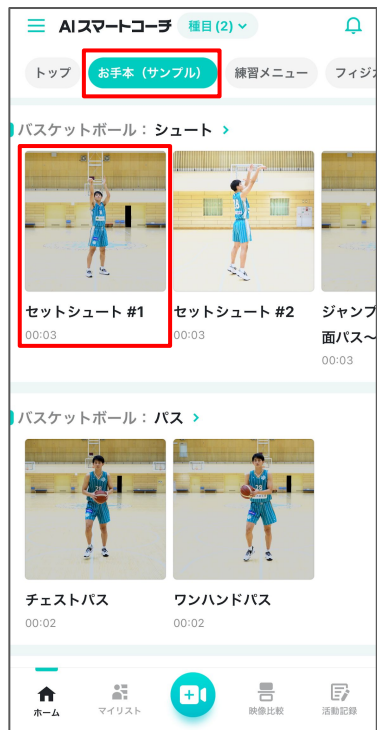 AIスマートコーチ 種目(2)
トップ お手本（サンプル） 練習メニュー フィジカ
バスケットボール：シュート >
セットシュート #1
00:03
セットシュート #2
00:03
ジャンプ
面パス〜
00:03
バスケットボール：パス >
チェストパス
00:02
ワンハンドパス
00:02
ホーム マイリスト 映像比較 活動記録